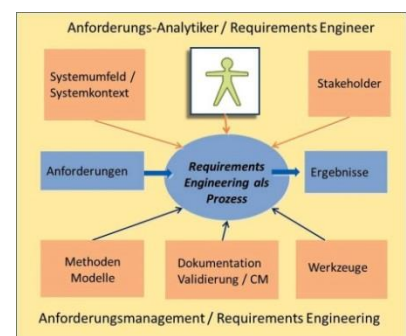 Anforderungs-Analytiker / Requirements Engineer
Systemumfeld /
Systemkontext
Stakeholder
Anforderungen
Requirements
Engineering als
Prozess
Ergebnisse
Methoden
Modelle
Dokumentation
Validierung / CM
Werkzeuge
Anforderungsmanagement / Requirements Engineering